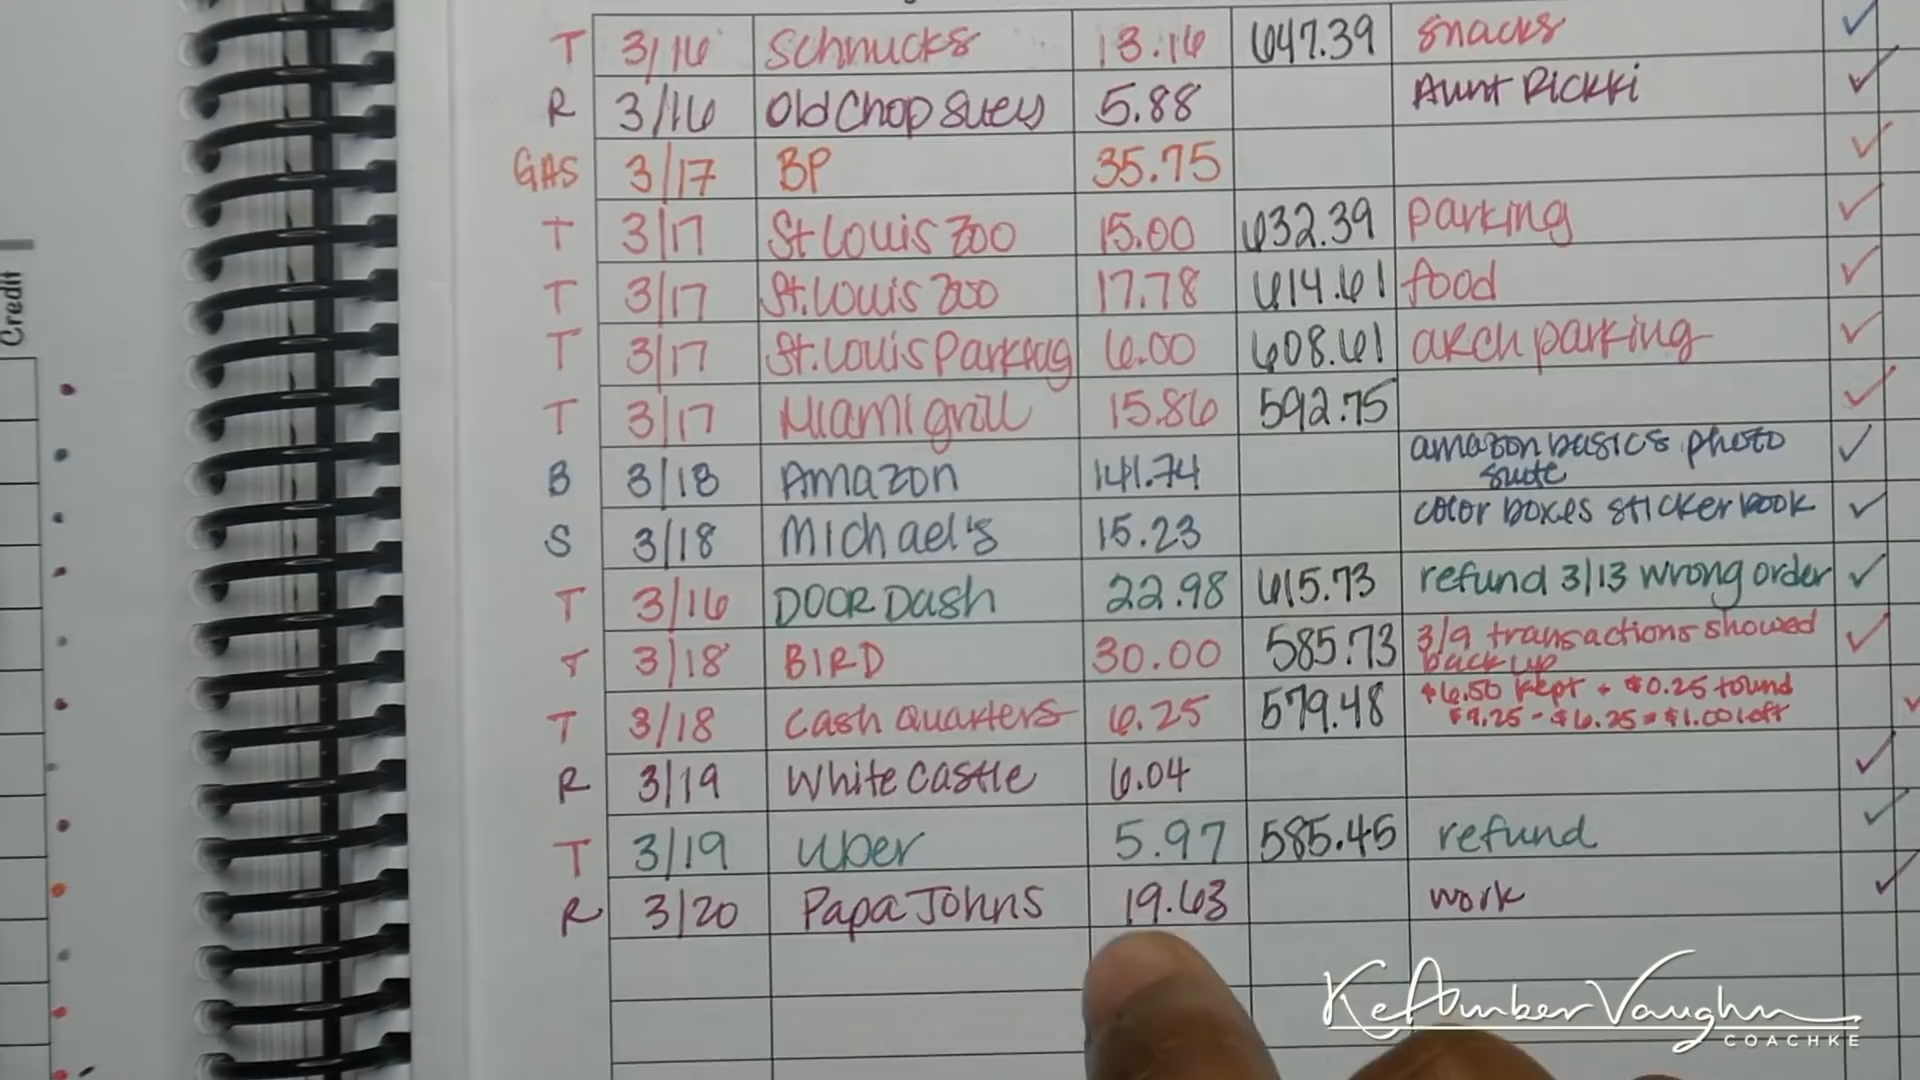 T 3/16 Schnucks 13.16 647.39 snacks
R 3/16 Old Chop Suey 5.88 Aunt Rickki
GAS 3/17 BP 35.75
T 3/17 St Louis Zoo 15.00 632.39 parking
T 3/17 St. Louis Zoo 17.78 614.61 food
T 3/17 St. Louis Parking 6.00 608.61 arch parking
T 3/17 Miami grill 15.86 592.75
B 3/18 Amazon 141.74 amazon basics photo
suite
S 3/18 Michael's 15.23 color boxes sticker book
T 3/16 DOOR Dash 22.98 615.73 refund 3/13 wrong order
T 3/18 BIRD 30.00 585.73 3/9 transactions showed
back up
T 3/18 cash quarters 6.25 579.48 $6.50 kept + $0.25 found
$9.25 - $6.25 = $1.00 left
R 3/19 White Castle 6.04
T 3/19 Uber 5.97 585.45 refund
R 3/20 Papa Johns 19.63 work
Credit
KeAmber Vaughn
COACHKE